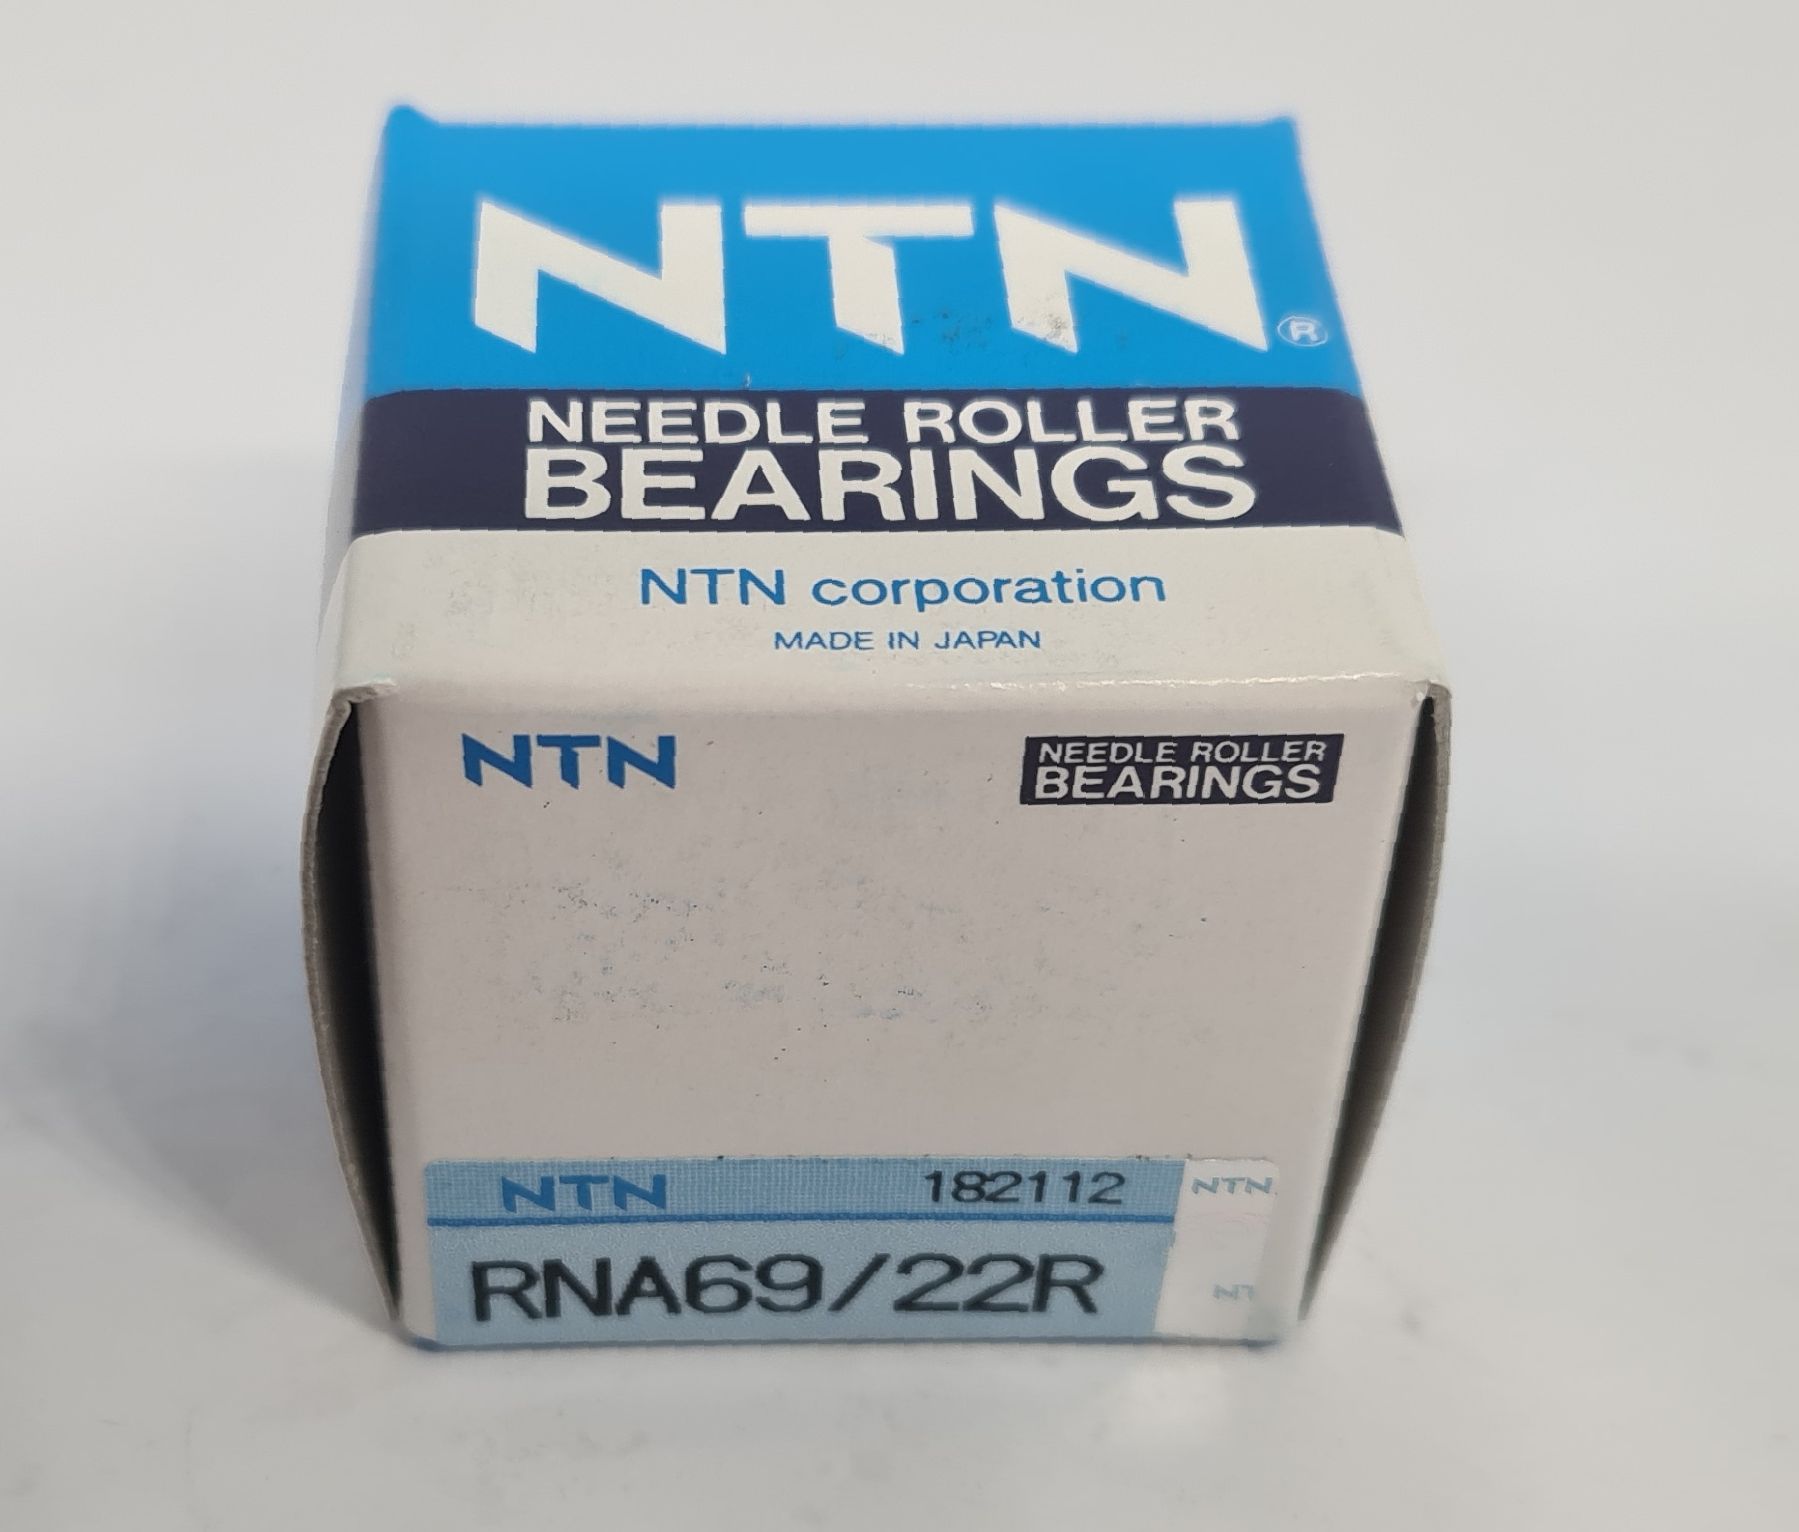 NTN ®
NEEDLE ROLLER
BEARINGS
NTN corporation
MADE IN JAPAN
NTN
NEEDLE ROLLER
BEARINGS
NTN 182112 NTN
RNA69/22R